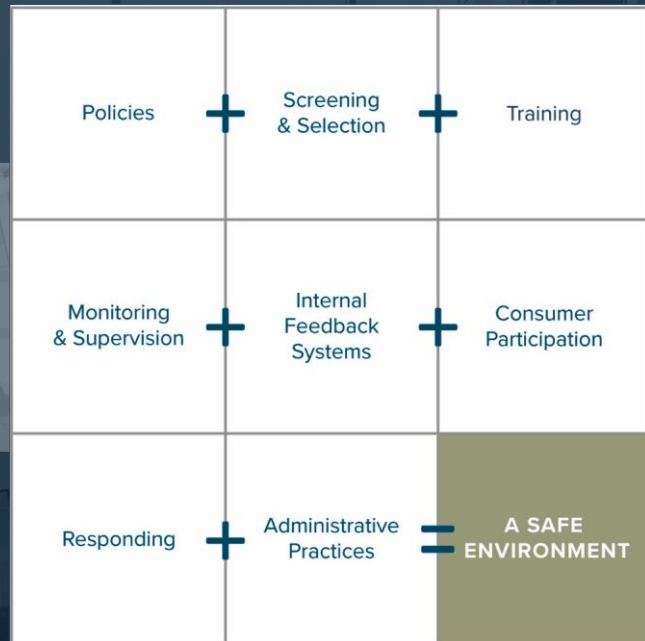 Policies
+
Screening
& Selection
+
Training
Monitoring
& Supervision
+
Internal
Feedback
Systems
+
Consumer
Participation
Responding
+
Administrative
Practices
=
A SAFE
ENVIRONMENT